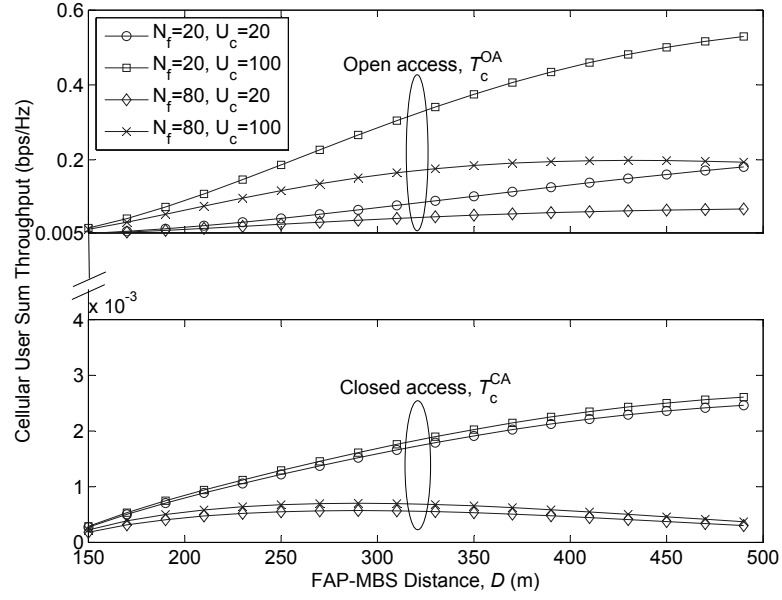 0.6
0.4
0.2
0.005
N_f=20, U_c=20
N_f=20, U_c=100
N_f=80, U_c=20
N_f=80, U_c=100
Open access, T_c^OA
Cellular User Sum Throughput (bps/Hz)
x 10^-3
4
3
2
1
0
Closed access, T_c^CA
150 200 250 300 350 400 450 500
FAP-MBS Distance, D (m)